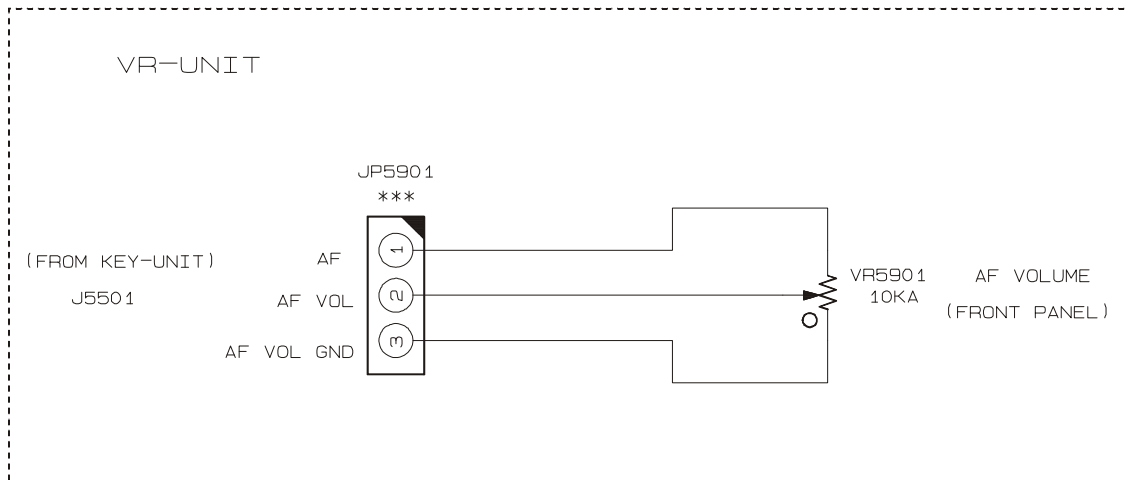 VR-UNIT
JP5901
***
(FROM KEY-UNIT)
J5501
AF
AF VOL
AF VOL GND
1
2
3
VR5901
10KA
AF VOLUME
(FRONT PANEL)